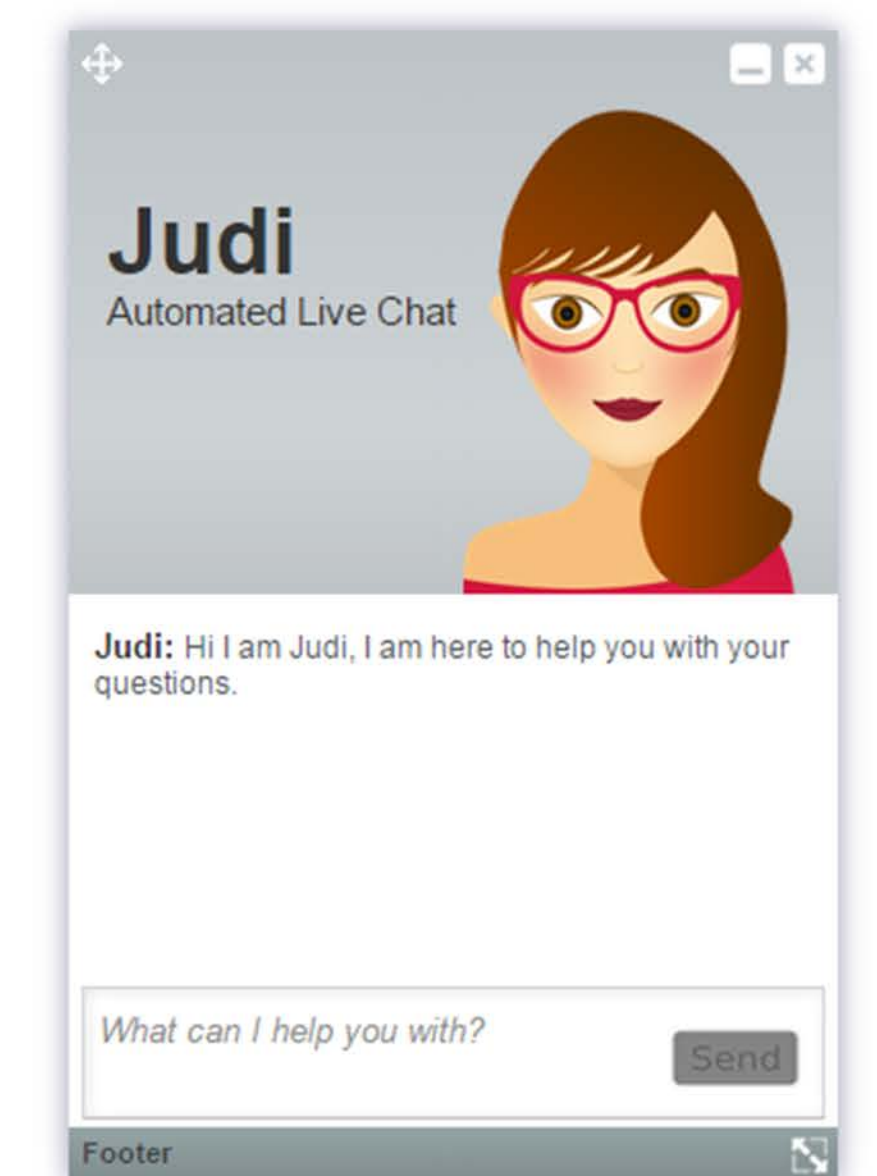 Judi
Automated Live Chat
Judi: Hi I am Judi, I am here to help you with your
questions.
What can I help you with?
Send
Footer